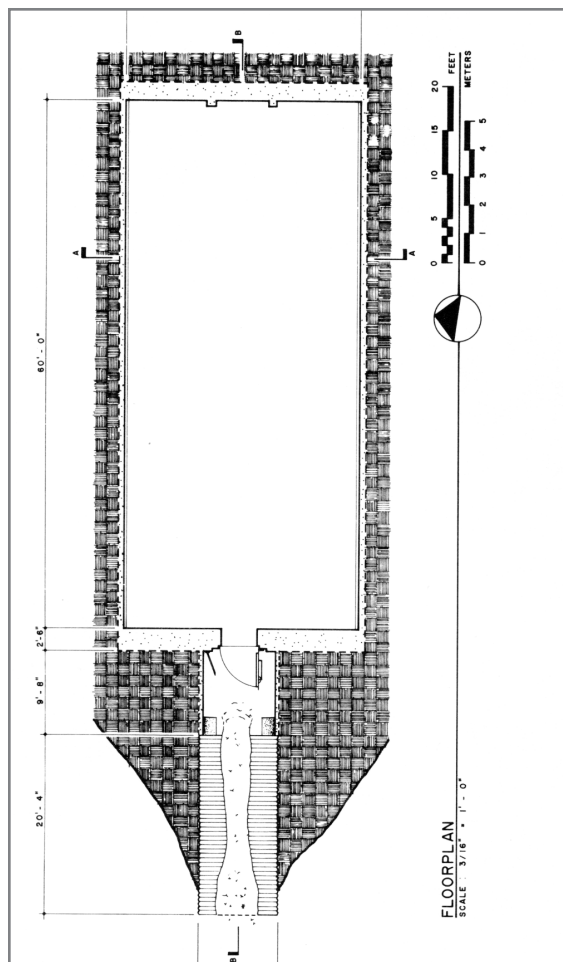 B
60'- 0"
2'-6"
9'- 8"
20'- 4"
A
A
B
0 5 10 15 20
FEET
0 1 2 3 4 5
METERS
FLOORPLAN
SCALE : 3/16" = 1' - 0"